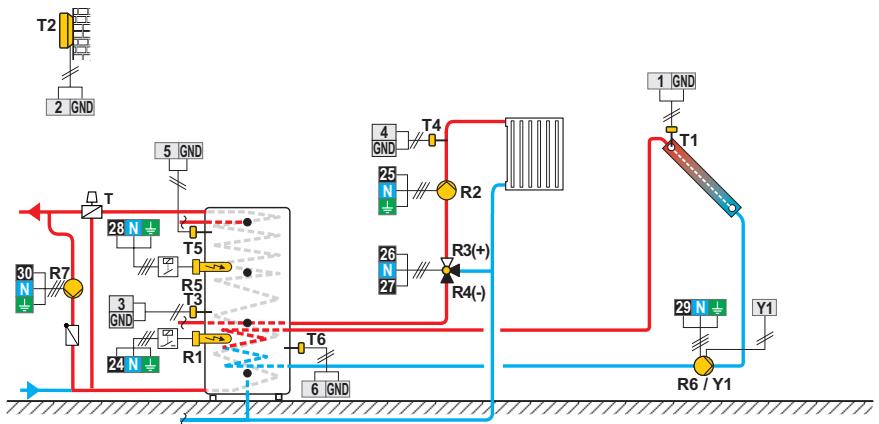 T2
2 GND
1 GND
T1
4 T4
GND
5 GND
25
N
R2
T
28 N
T5
R5
26
N
27
R3(+)
R4(-)
30
N
R7
3
GND
T3
T6
R1
24 N
6 GND
29 N
Y1
R6 / Y1